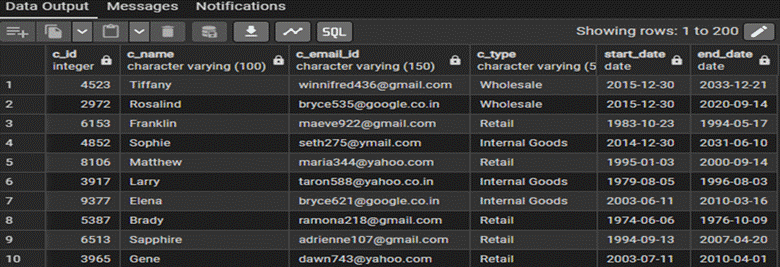 Data Output Messages Notifications
SQL Showing rows: 1 to 200
c_id c_name c_email_id c_type start_date end_date
integer character varying (100) character varying (150) character varying (5 date date
1 4523 Tiffany winnifred436@gmail.com Wholesale 2015-12-30 2033-12-21
2 2972 Rosalind bryce535@google.co.in Wholesale 2015-12-30 2020-09-14
3 6153 Franklin maeve922@gmail.com Retail 1983-10-23 1994-05-17
4 4852 Sophie seth275@ymail.com Internal Goods 2014-12-30 2031-06-10
5 8106 Matthew maria344@yahoo.com Retail 1995-01-03 2000-09-14
6 3917 Larry taron588@yahoo.co.in Internal Goods 1979-08-05 1996-08-03
7 9377 Elena bryce621@google.co.in Internal Goods 2003-06-11 2010-03-16
8 5387 Brady ramona218@gmail.com Retail 1974-06-06 1976-10-09
9 6513 Sapphire adrienne107@gmail.com Retail 1994-09-13 2007-04-20
10 3965 Gene dawn743@yahoo.com Retail 2003-07-11 2010-04-01